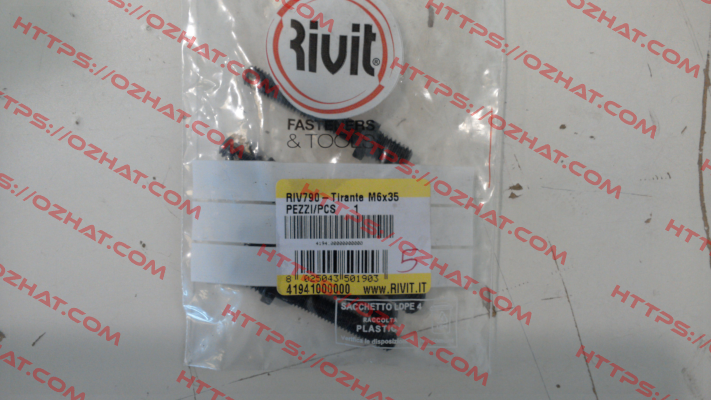 Rivit®
FASTENERS
& TOOLS
RIV790 - Tirante M6x35
PEZZI/PCS 1
8 025043 501903
5
41941000000 WWW.RIVIT.IT
SACCHETTO LDPE 4
RACCOLTA
PLASTICA
HTTPS://OZHAT.COM